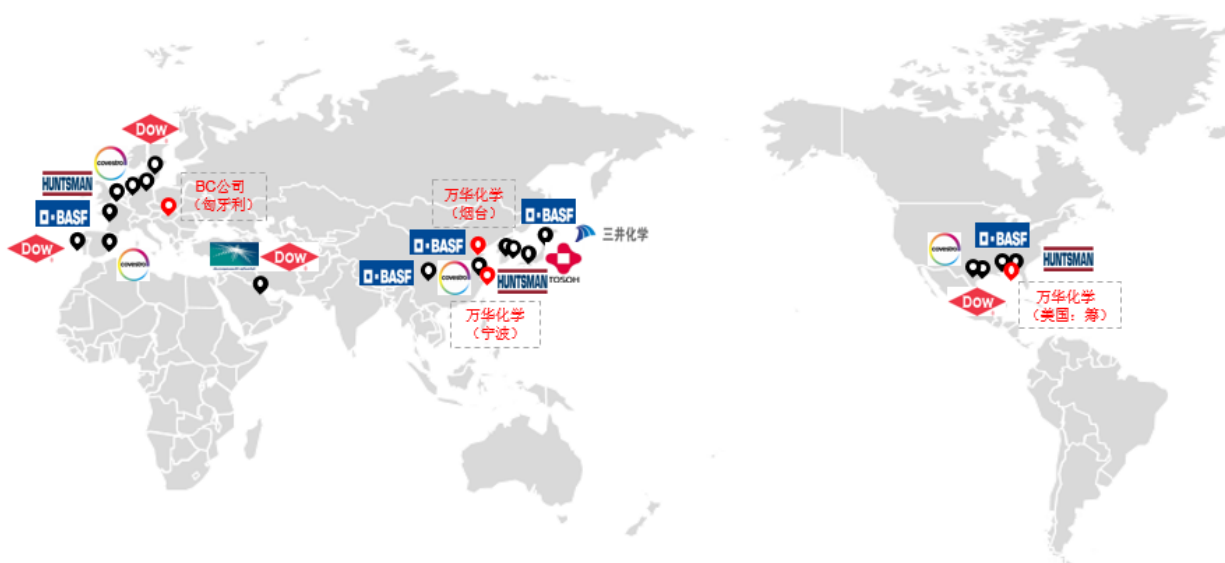 Dow
covestro
HUNTSMAN
BC公司
（匈牙利）
BASF
Dow
covestro
Dow
万华化学
（烟台）
BASF
三井化学
BASF
BASF
covestro
HUNTSMAN
TOSOH
万华化学
（宁波）
BASF
covestro
HUNTSMAN
Dow
万华化学
（美国：筹）